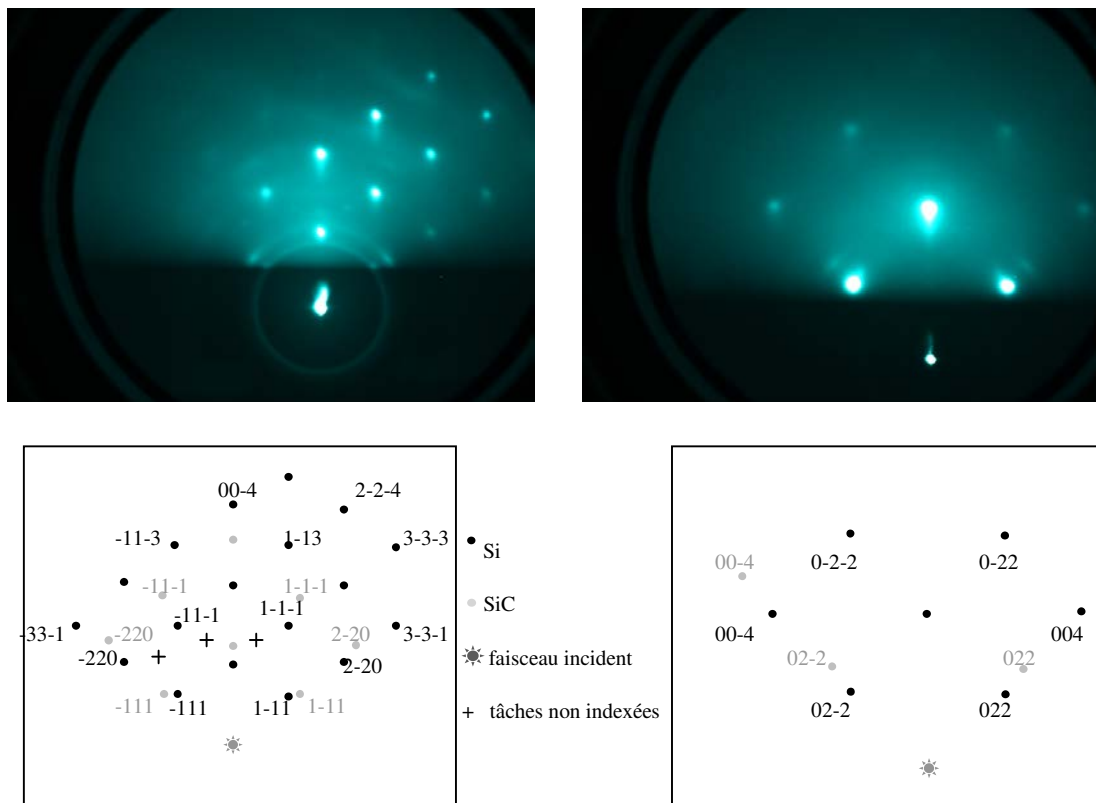 00-4 2-2-4
-11-3 1-13 3-3-3
-11-1 1-1-1
-11-1 1-1-1
-33-1 -220 2-20 3-3-1
-220 2-20
-111 -111 1-11 1-11
Si
SiC
faisceau incident
+ tâches non indexées
00-4 0-2-2 0-22
00-4 004
02-2 022
02-2 022